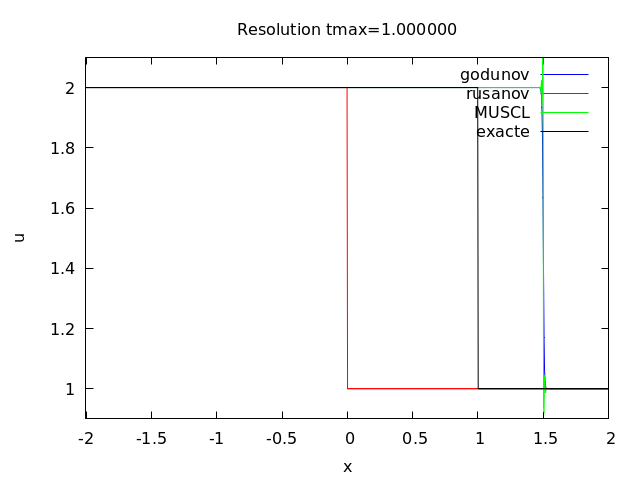 Resolution tmax=1.000000
godunov
rusanov
MUSCL
exacte
2
1.8
1.6
1.4
1.2
1
u
-2 -1.5 -1 -0.5 0 0.5 1 1.5 2
x